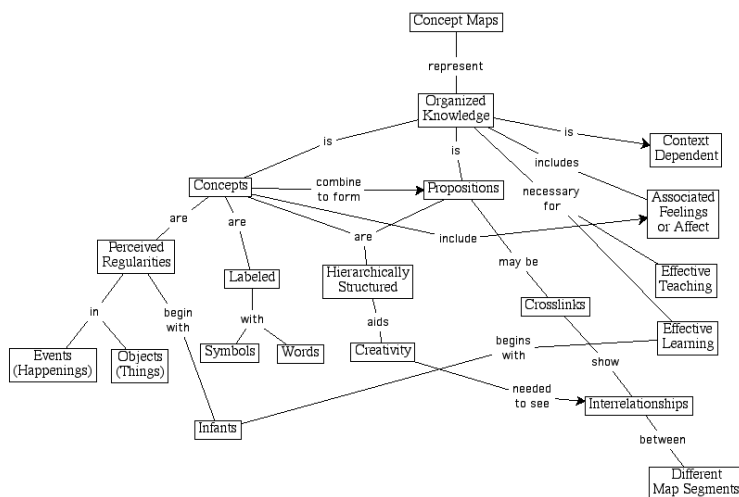 Concept Maps
represent
Organized
Knowledge
is
is
is
Context
Dependent
includes
Concepts
combine
to form
Propositions
necessary
for
Associated
Feelings
or Affect
are
are
are
include
Perceived
Regularities
Labeled
Hierarchically
Structured
may be
Effective
Teaching
in
begin
with
with
aids
Crosslinks
Events
(Happenings)
Objects
(Things)
Symbols
Words
Creativity
begins
with
Effective
Learning
show
needed
to see
Interrelationships
Infants
between
Different
Map Segments